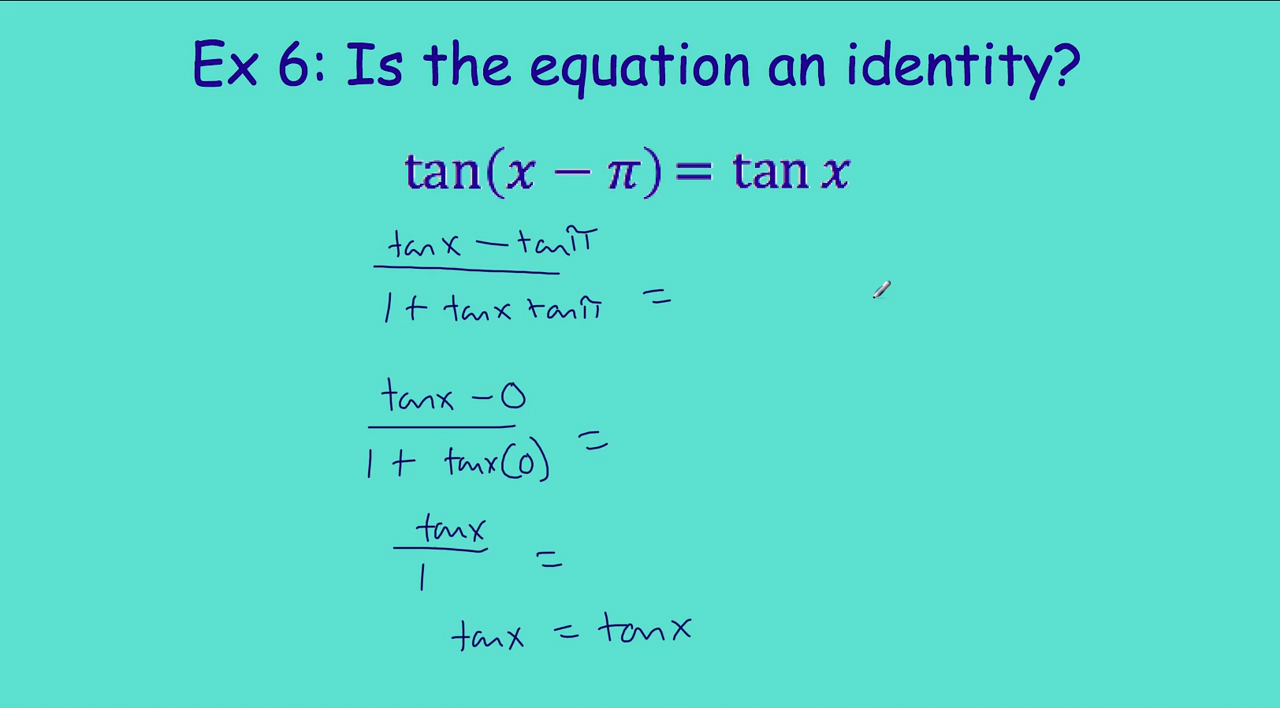 Ex 6: Is the equation an identity?
tan(x − π) = tan x
tanx − tanπ
1 + tanx tanπ =
tanx − 0
1 + tanx(0) =
tanx
1 =
tanx = tanx